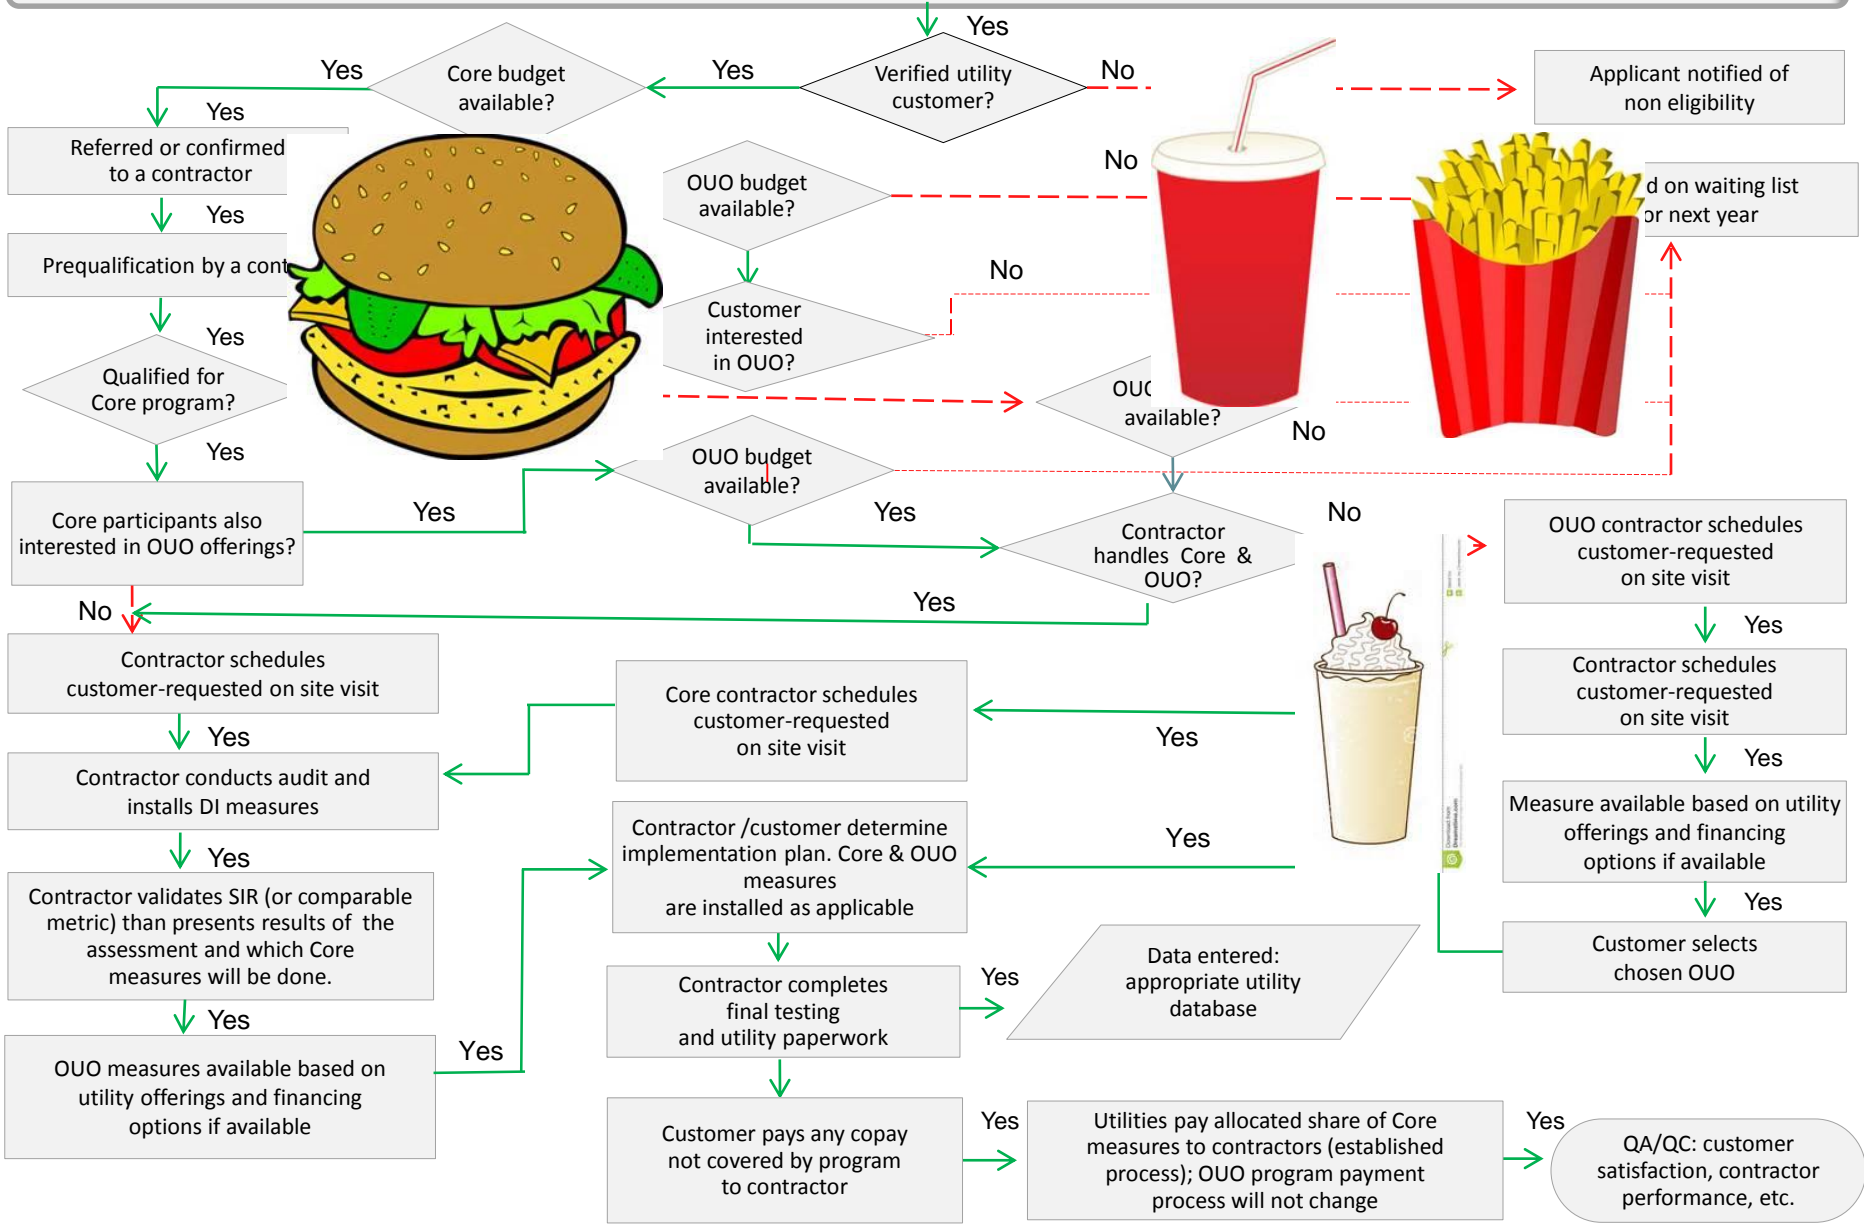 Yes
Verified utility
customer?
Yes
Core budget
available?
Yes
No
Applicant notified of
non eligibility
Yes
Referred or confirmed
to a contractor
OUO budget
available?
No
d on waiting list
or next year
Yes
Prequalification by a cont
Customer
interested
in OUO?
No
Yes
Qualified for
Core program?
available?
No
Yes
Core participants also
interested in OUO offerings?
Yes
OUO budget
available?
Yes
Contractor
handles Core &
OUO?
No
OUO contractor schedules
customer-requested
on site visit
Yes
No
Yes
Contractor schedules
customer-requested on site visit
Core contractor schedules
customer-requested
on site visit
Yes
Contractor schedules
customer-requested
on site visit
Yes
Yes
Contractor conducts audit and
installs DI measures
Contractor /customer determine
implementation plan. Core & OUO
measures
are installed as applicable
Yes
Measure available based on utility
offerings and financing
options if available
Download from
Dreamstime.com
Yes
Yes
Contractor validates SIR (or comparable
metric) than presents results of the
assessment and which Core
measures will be done.
Customer selects
chosen OUO
Yes
Contractor completes
final testing
and utility paperwork
Yes
Data entered:
appropriate utility
database
OUO measures available based on
utility offerings and financing
options if available
Yes
Customer pays any copay
not covered by program
to contractor
Yes
Utilities pay allocated share of Core
measures to contractors (established
process); OUO program payment
process will not change
Yes
QA/QC: customer
satisfaction, contractor
performance, etc.